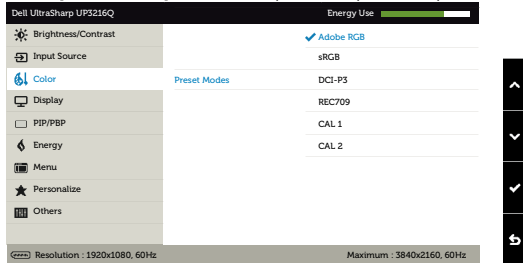 Dell UltraSharp UP3216Q
Energy Use
Brightness/Contrast
Adobe RGB
Input Source
sRGB
Color
Preset Modes
DCI-P3
Display
REC709
PIP/PBP
CAL 1
Energy
CAL 2
Menu
Personalize
Others
Resolution : 1920x1080, 60Hz
Maximum : 3840x2160, 60Hz